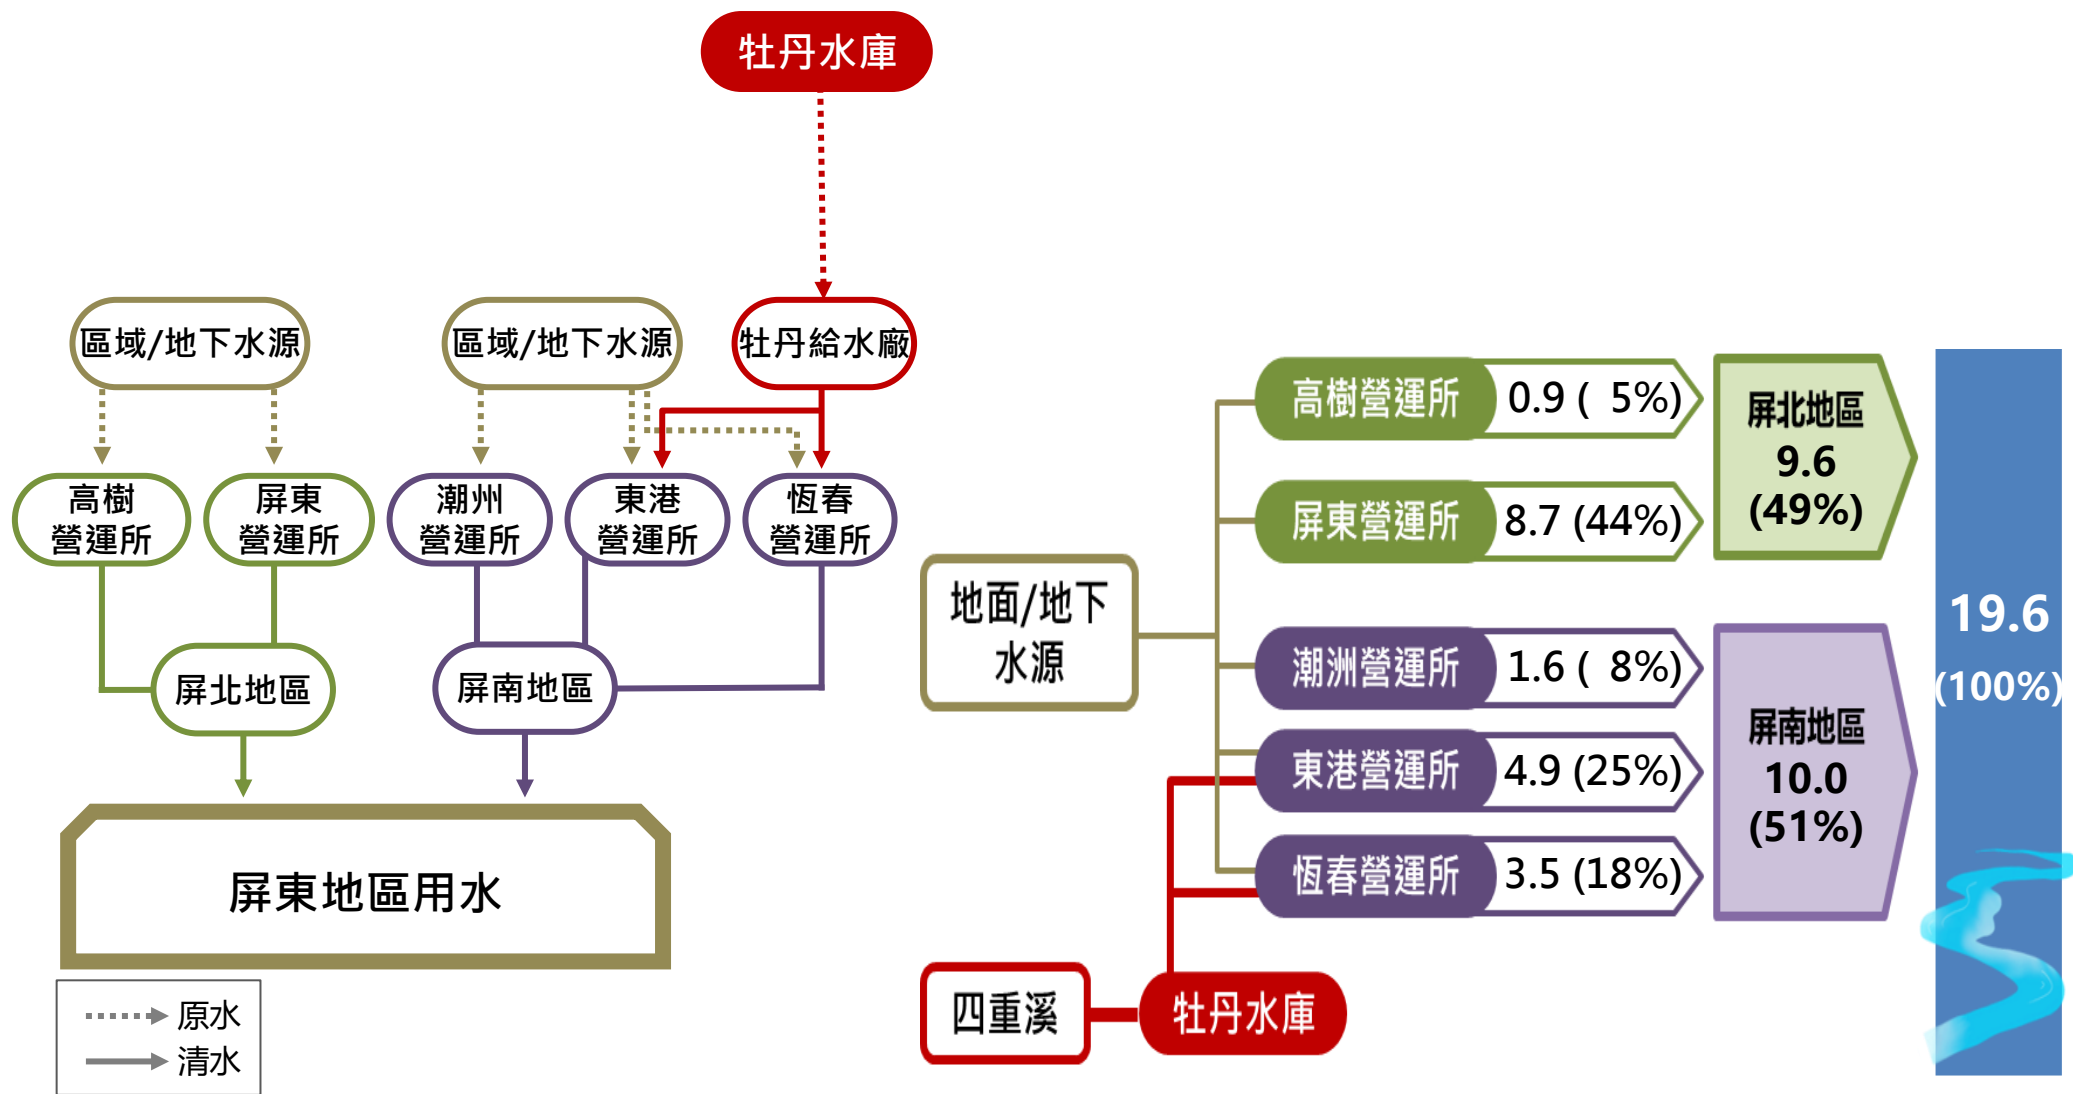 牡丹水庫
區域/地下水源
區域/地下水源
牡丹給水廠
高樹
營運所
屏東
營運所
潮州
營運所
東港
營運所
恆春
營運所
屏北地區
屏南地區
屏東地區用水
原水
清水
地面/地下
水源
四重溪
牡丹水庫
高樹營運所 0.9 ( 5%)
屏東營運所 8.7 (44%)
潮洲營運所 1.6 ( 8%)
東港營運所 4.9 (25%)
恆春營運所 3.5 (18%)
屏北地區
9.6
(49%)
屏南地區
10.0
(51%)
19.6
(100%)